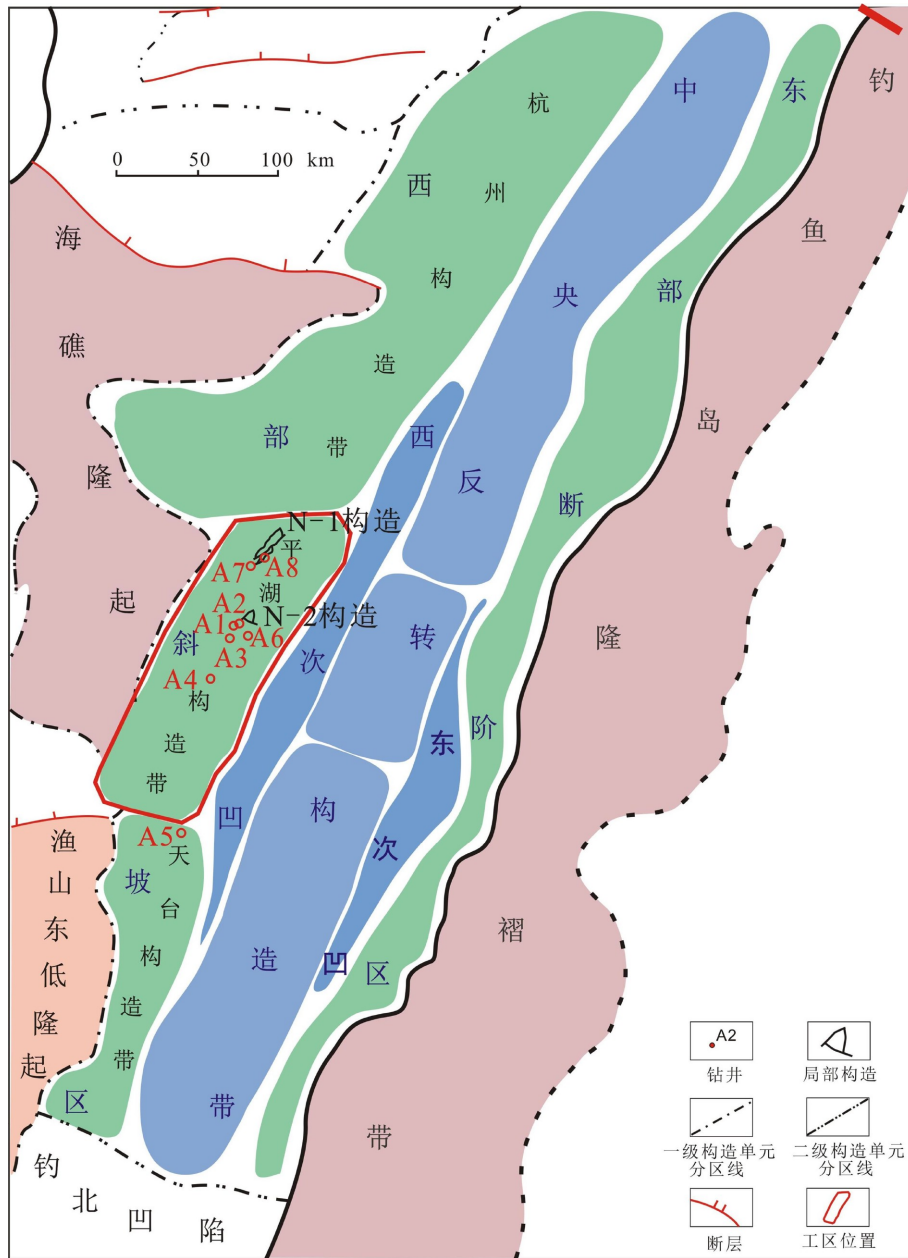 0 50 100 km
杭州构造带
西部斜坡区
中央反转构造带
东部断阶区
钓鱼岛隆褶带
海礁隆起
西次凹
N-1构造
A7
A8
平湖构造带
A2
N-2构造
A1
A6
A3
A4
东次凹
A5
天台构造带
渔山东低隆起
钓北凹陷
A2
钻井
局部构造
一级构造单元
分区线
二级构造单元
分区线
断层
工区位置